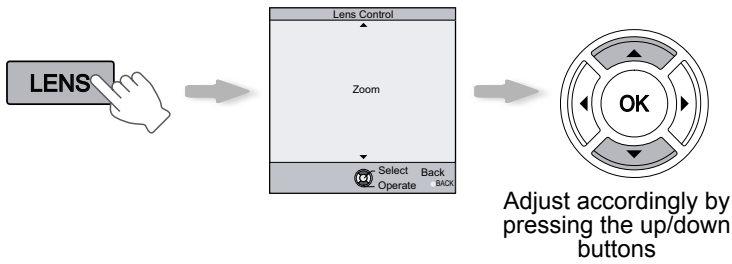 LENS
Lens Control
Zoom
Select
Back
Operate
BACK
OK
Adjust accordingly by
pressing the up/down
buttons